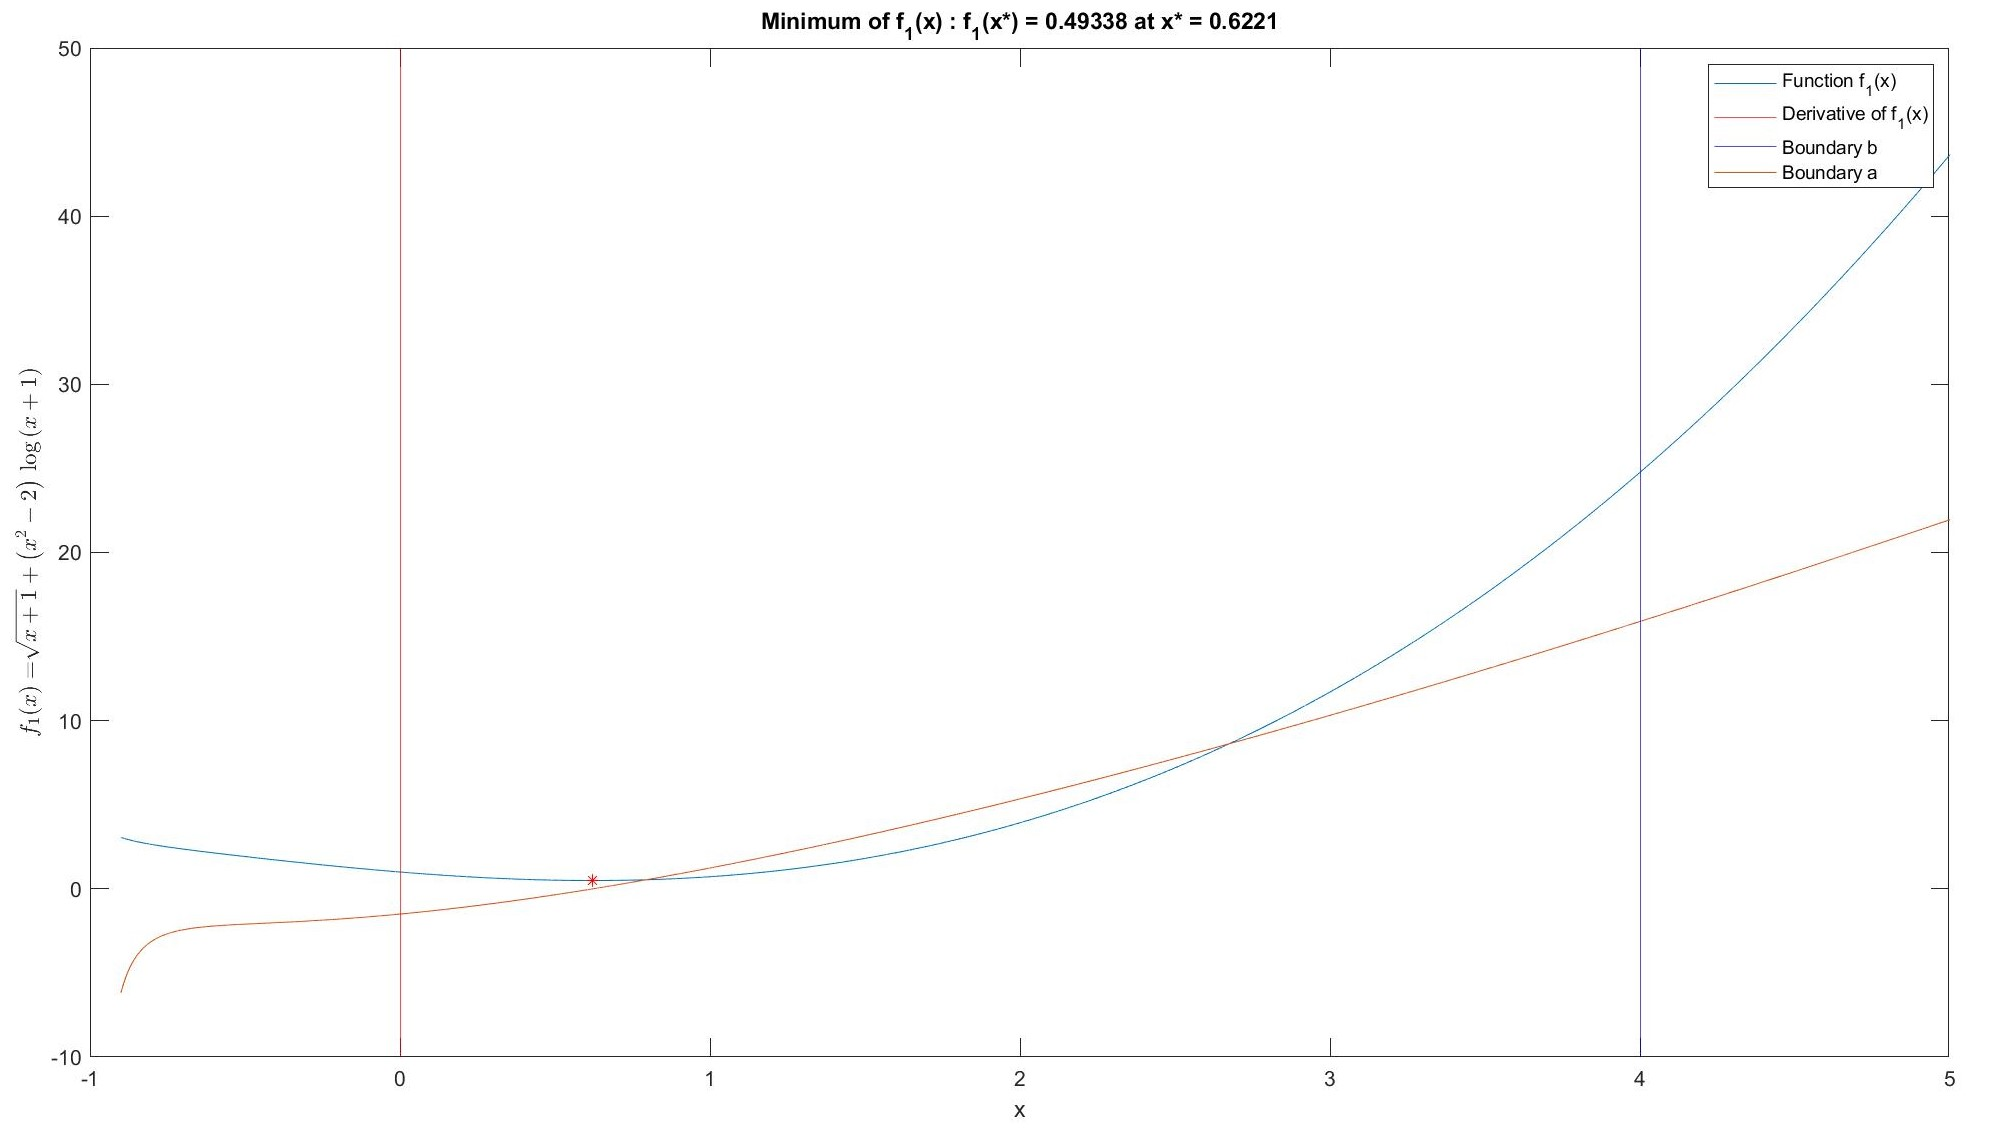 Minimum of f₁(x) : f₁(x*) = 0.49338 at x* = 0.6221
50
40
30
20
10
0
-10
f₁(x) = √(x + 1) + (x² − 2) log (x + 1)
Function f₁(x)
Derivative of f₁(x)
Boundary b
Boundary a
-1 0 1 2 3 4 5
x